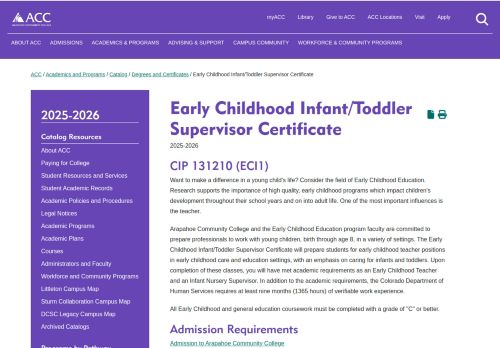 ACC
myACC Library Give to ACC ACC Locations Visit Apply
ABOUT ACC ADMISSIONS ACADEMICS & PROGRAMS ADVISING & SUPPORT CAMPUS COMMUNITY WORKFORCE & COMMUNITY PROGRAMS
ACC / Academics and Programs / Catalog / Degrees and Certificates / Early Childhood Infant/Toddler Supervisor Certificate
2025-2026
Catalog Resources
About ACC
Paying for College
Student Resources and Services
Student Academic Records
Academic Policies and Procedures
Legal Notices
Academic Programs
Academic Plans
Courses
Administrators and Faculty
Workforce and Community Programs
Littleton Campus Map
Sturm Collaboration Campus Map
DCSC Legacy Campus Map
Archived Catalogs
Programs by Pathway
Early Childhood Infant/Toddler
Supervisor Certificate
2025-2026
CIP 131210 (ECI1)
Want to make a difference in a young child's life? Consider the field of Early Childhood Education.
Research supports the importance of high quality, early childhood programs which impact children's
development throughout their school years and on into adult life. One of the most important influences is
the teacher.
Arapahoe Community College and the Early Childhood Education program faculty are committed to
prepare professionals to work with young children, birth through age 8, in a variety of settings. The Early
Childhood Infant/Toddler Supervisor Certificate will prepare students for early childhood teacher positions
in early childhood care and education settings, with an emphasis on caring for infants and toddlers. Upon
completion of these classes, you will have met academic requirements as an Early Childhood Teacher
and an Infant Nursery Supervisor. In addition to the academic requirements, the Colorado Department of
Human Services requires at least nine months (1365 hours) of verifiable work experience.
All Early Childhood and general education coursework must be completed with a grade of "C" or better.
Admission Requirements
Admission to Arapahoe Community College